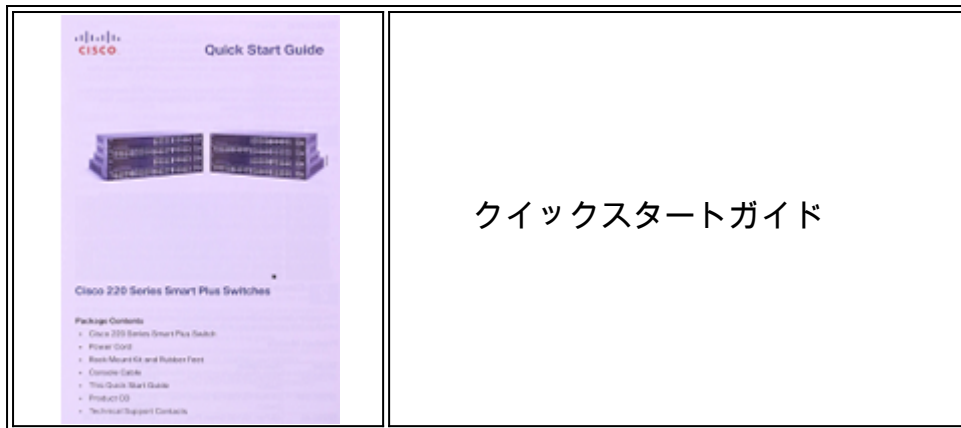 CISCO
Quick Start Guide
Cisco 220 Series Smart Plus Switches
Package Contents
• Cisco 220 Series Smart Plus Switch
• Power Cord
• Rack Mount Kit and Rubber Feet
• Console Cable
• This Quick Start Guide
• Product CD
• Technical Support Contacts
クイックスタートガイド